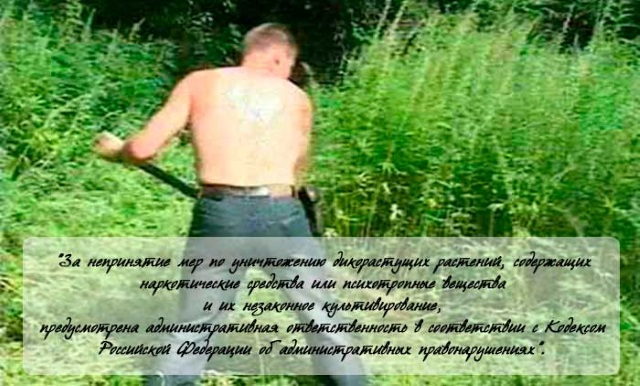 "За непринятие мер по уничтожению дикорастущих растений, содержащих
наркотические средства или психотропные вещества
и их незаконное культивирование,
предусмотрена административная ответственность в соответствии с Кодексом
Российской Федерации об административных правонарушениях".